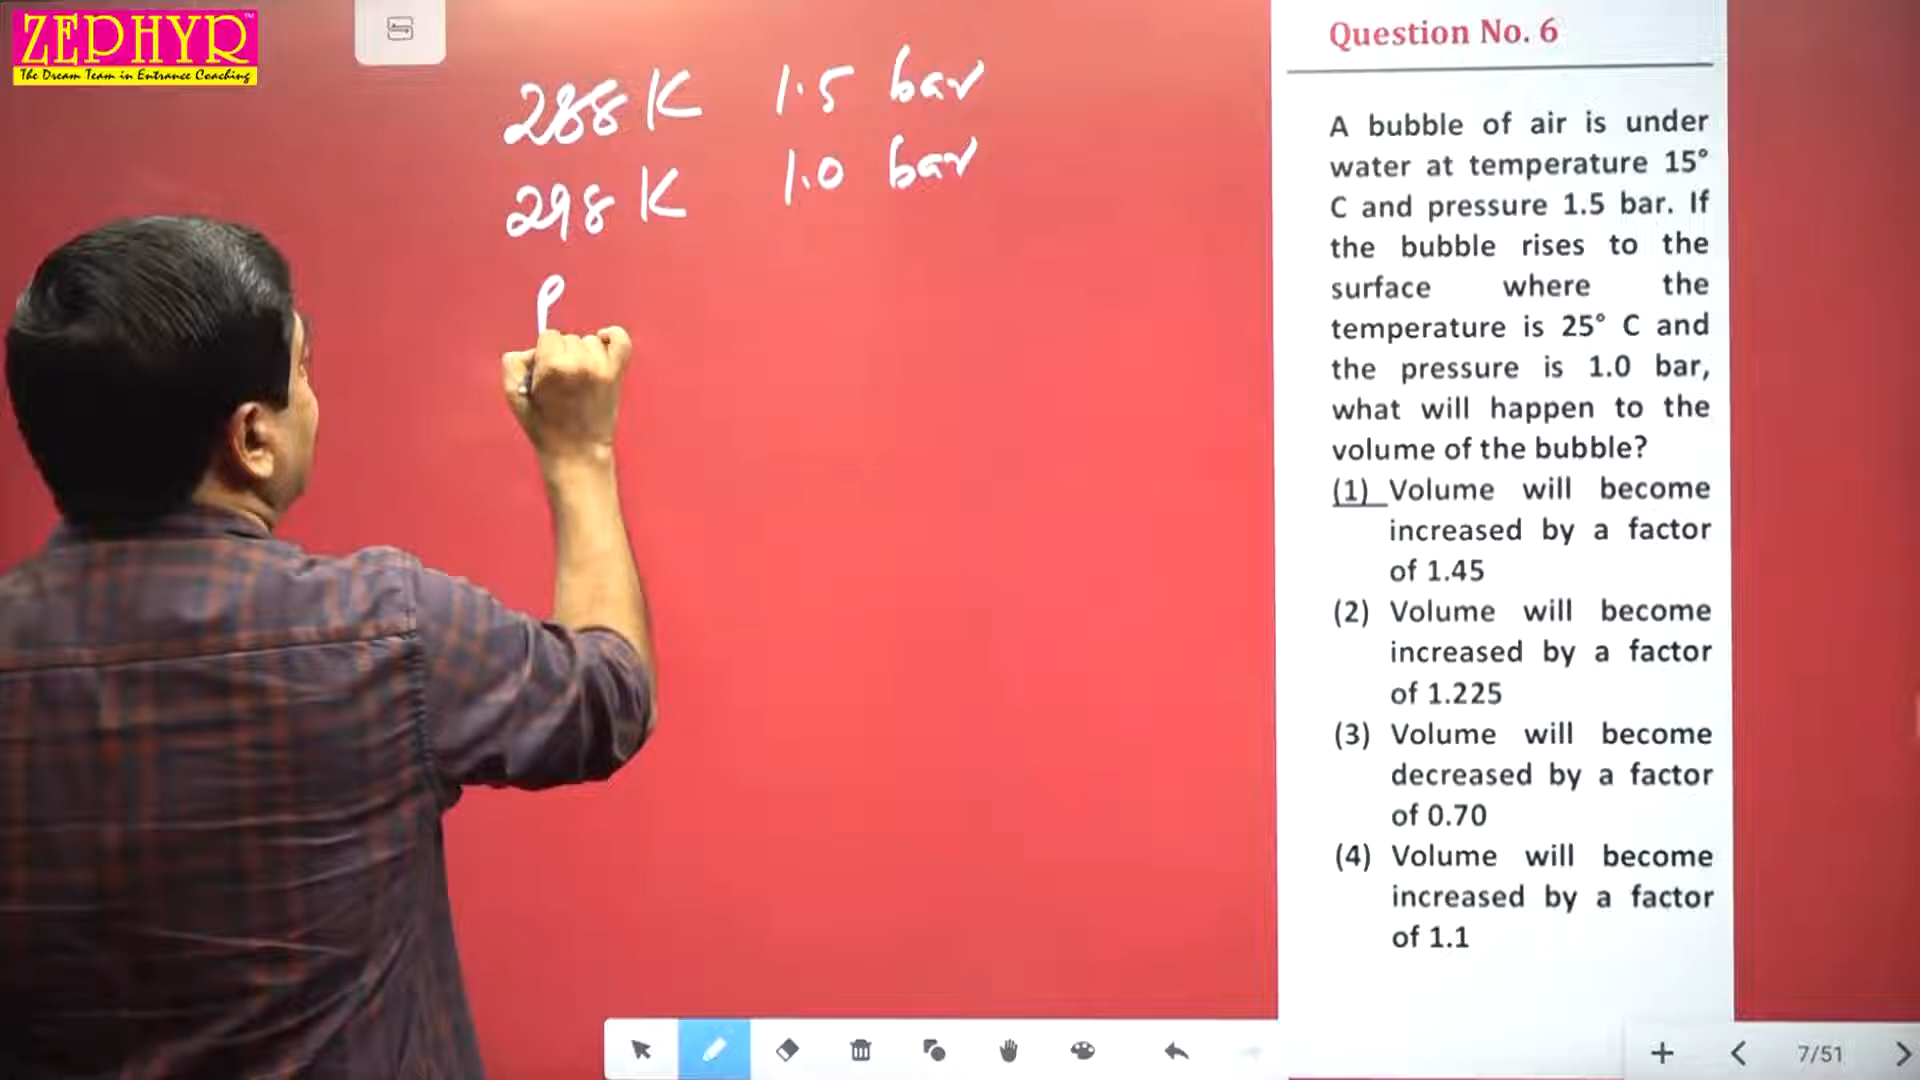 ZEPHYR™
The Dream Team in Entrance Coaching
288 K 1.5 bar
298 K 1.0 bar
P
Question No. 6
A bubble of air is under
water at temperature 15°
C and pressure 1.5 bar. If
the bubble rises to the
surface where the
temperature is 25° C and
the pressure is 1.0 bar,
what will happen to the
volume of the bubble?
(1) Volume will become
increased by a factor
of 1.45
(2) Volume will become
increased by a factor
of 1.225
(3) Volume will become
decreased by a factor
of 0.70
(4) Volume will become
increased by a factor
of 1.1
7/51